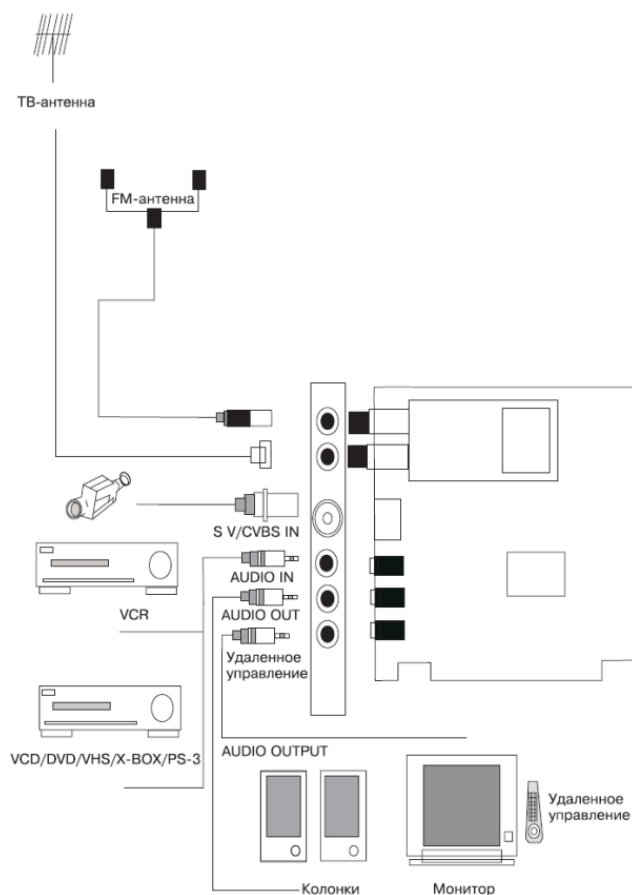 ТВ-антенна
FM-антенна
S V/CVBS IN
AUDIO IN
VCR
AUDIO OUT
Удаленное
управление
AUDIO OUTPUT
VCD/DVD/VHS/X-BOX/PS-3
Удаленное
управление
Колонки
Монитор